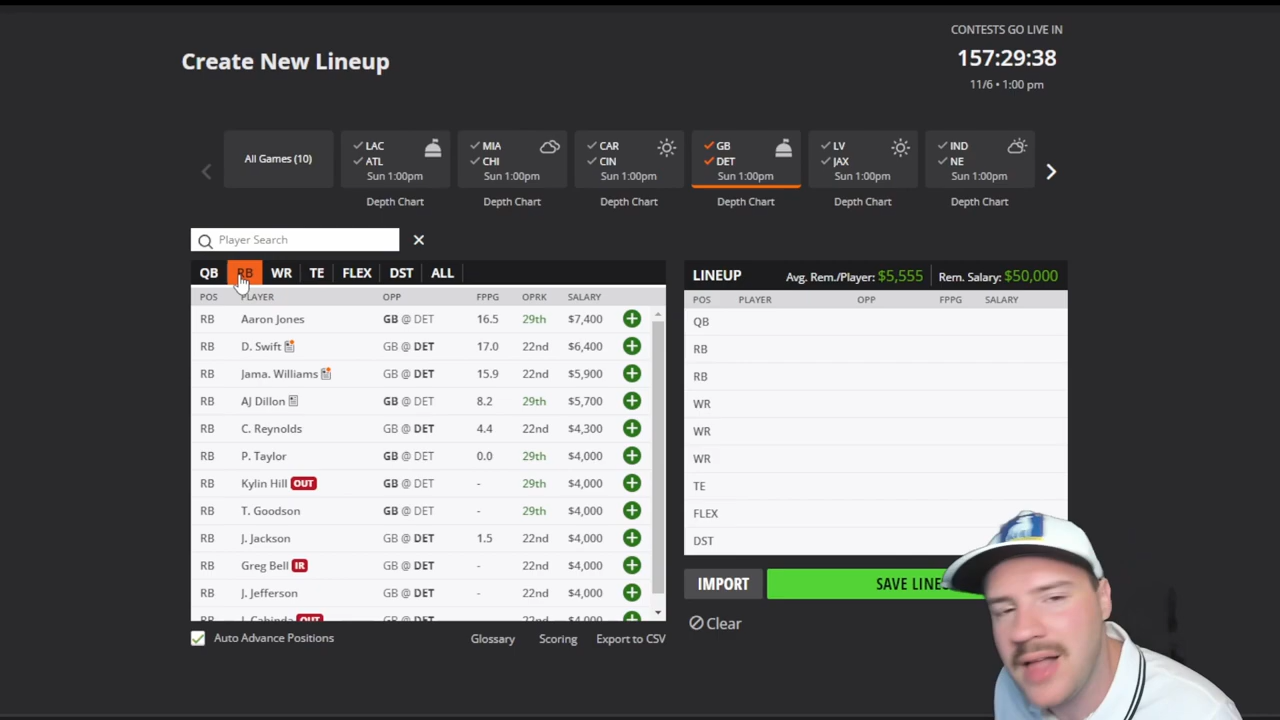 CONTESTS GO LIVE IN
Create New Lineup
157:29:38
11/6 • 1:00 pm
All Games (10)
LAC
ATL
Sun 1:00pm
MIA
CHI
Sun 1:00pm
CAR
CIN
Sun 1:00pm
GB
DET
Sun 1:00pm
LV
JAX
Sun 1:00pm
IND
NE
Sun 1:00pm
Depth Chart Depth Chart Depth Chart Depth Chart Depth Chart Depth Chart
Player Search
QB RB WR TE FLEX DST ALL
POS PLAYER OPP FPPG OPRK SALARY
RB Aaron Jones GB @ DET 16.5 29th $7,400
RB D. Swift GB @ DET 17.0 22nd $6,400
RB Jama. Williams GB @ DET 15.9 22nd $5,900
RB AJ Dillon GB @ DET 8.2 29th $5,700
RB C. Reynolds GB @ DET 4.4 22nd $4,300
RB P. Taylor GB @ DET 0.0 29th $4,000
RB Kylin Hill OUT GB @ DET - 29th $4,000
RB T. Goodson GB @ DET - 29th $4,000
RB J. Jackson GB @ DET 1.5 22nd $4,000
RB Greg Bell IR GB @ DET - 22nd $4,000
RB J. Jefferson GB @ DET - 22nd $4,000
RB OUT GB @ DET - 22nd $4,000
Auto Advance Positions
Glossary Scoring Export to CSV
LINEUP Avg. Rem./Player: $5,555 Rem. Salary: $50,000
POS PLAYER OPP FPPG SALARY
QB
RB
RB
WR
WR
WR
TE
FLEX
DST
IMPORT SAVE
Clear